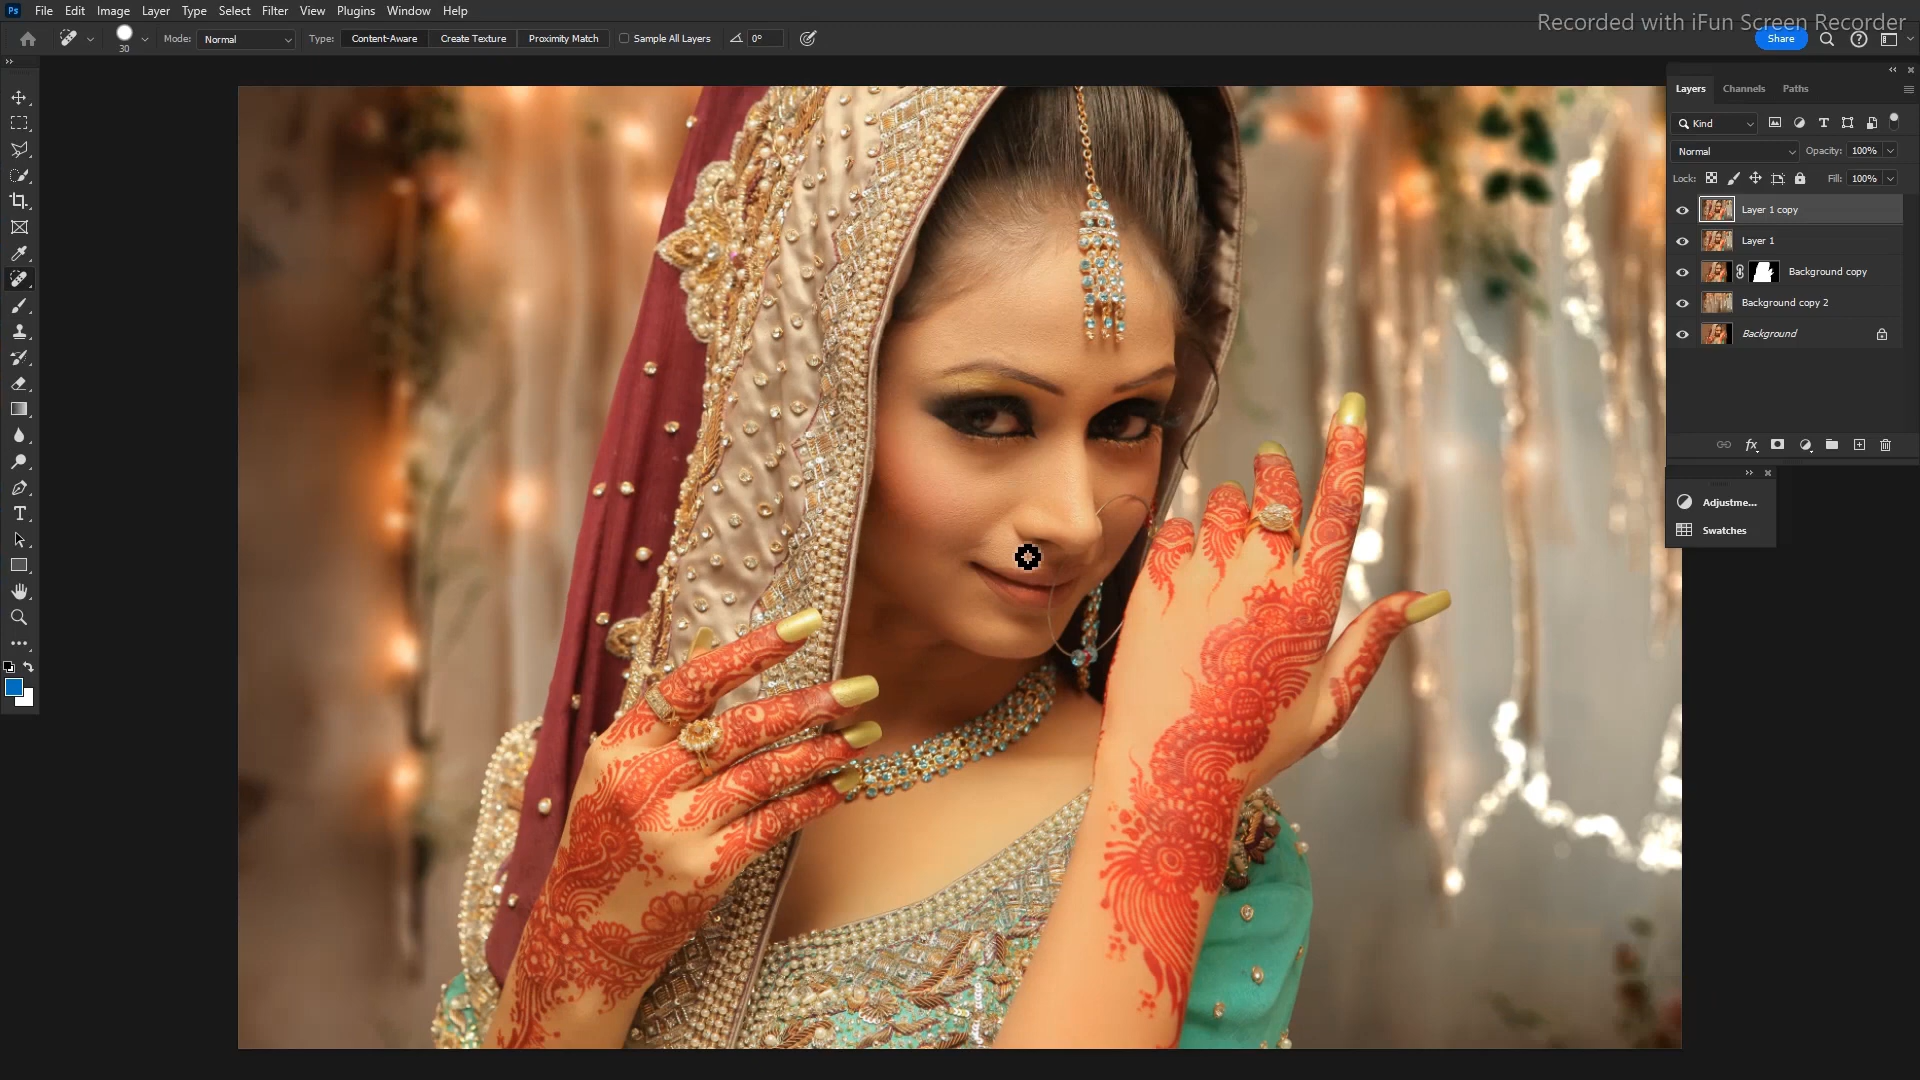 Ps File Edit Image Layer Type Select Filter View Plugins Window Help
Recorded with iFun Screen Recorder
30 Mode: Normal Type: Content-Aware Create Texture Proximity Match Sample All Layers 0° Share
Layers Channels Paths
Kind
Normal Opacity: 100%
Lock: Fill: 100%
Layer 1 copy
Layer 1
Background copy
Background copy 2
Background
fx
Adjustme...
Swatches